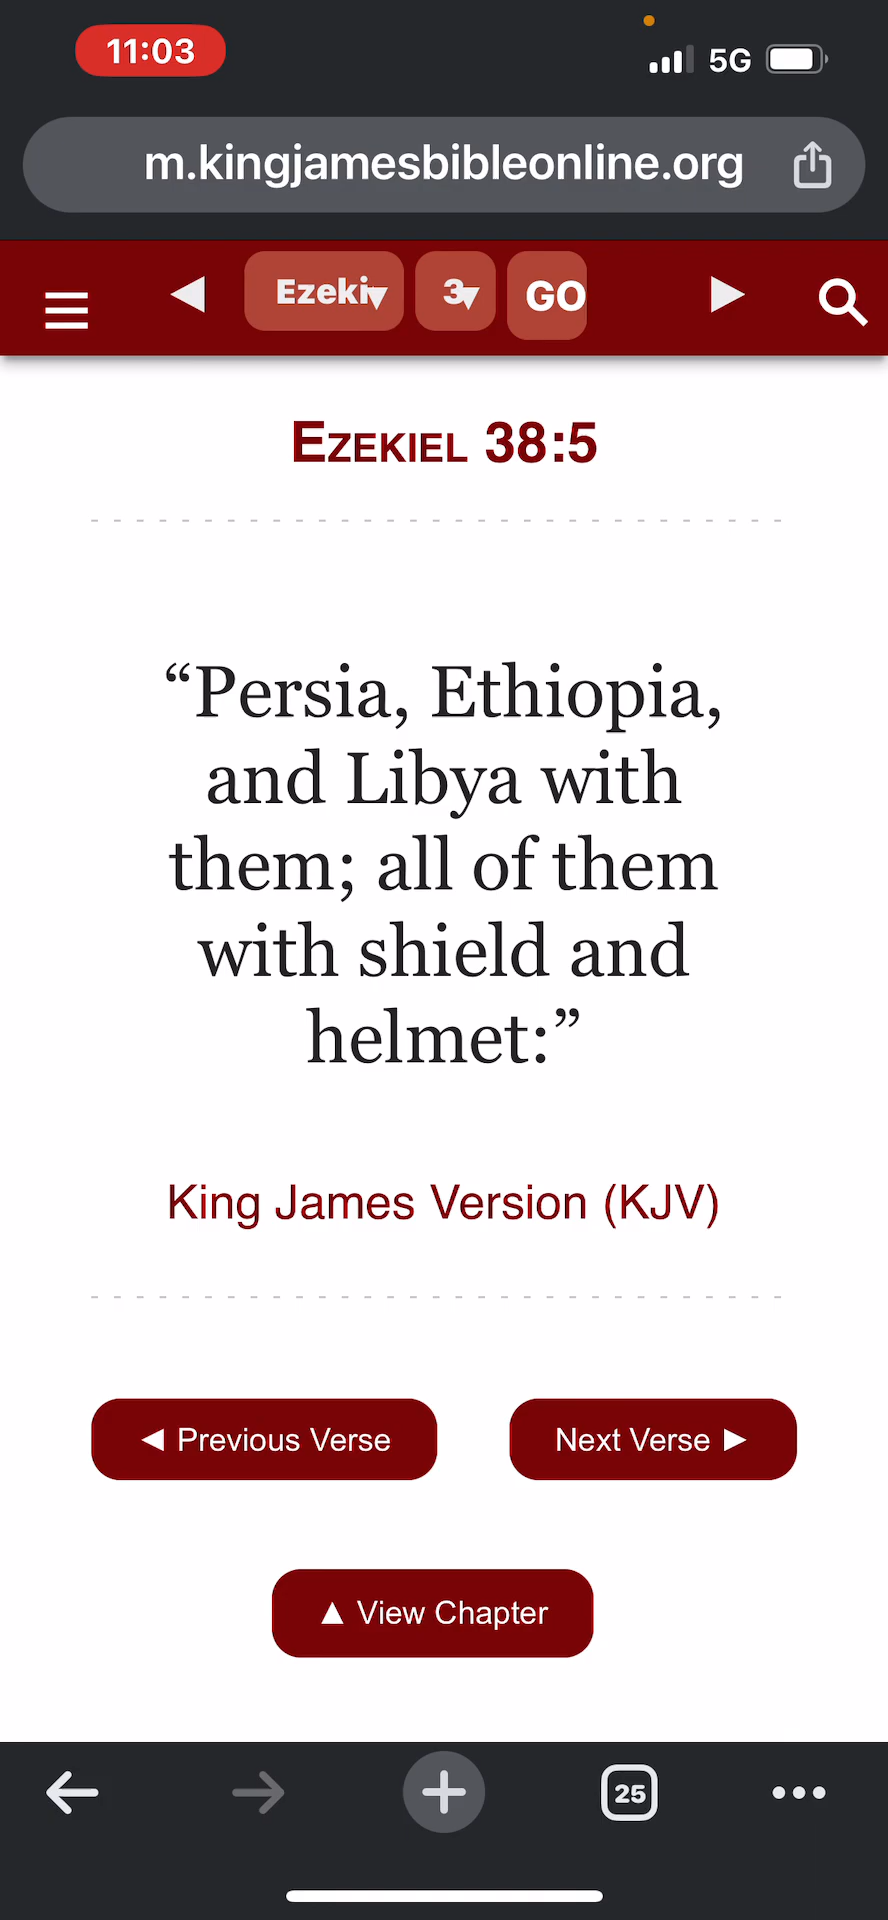 11:03
5G
m.kingjamesbibleonline.org
Ezeki
3
GO
EZEKIEL 38:5
“Persia, Ethiopia,
and Libya with
them; all of them
with shield and
helmet:”
King James Version (KJV)
◀ Previous Verse
Next Verse ▶
▲ View Chapter
25